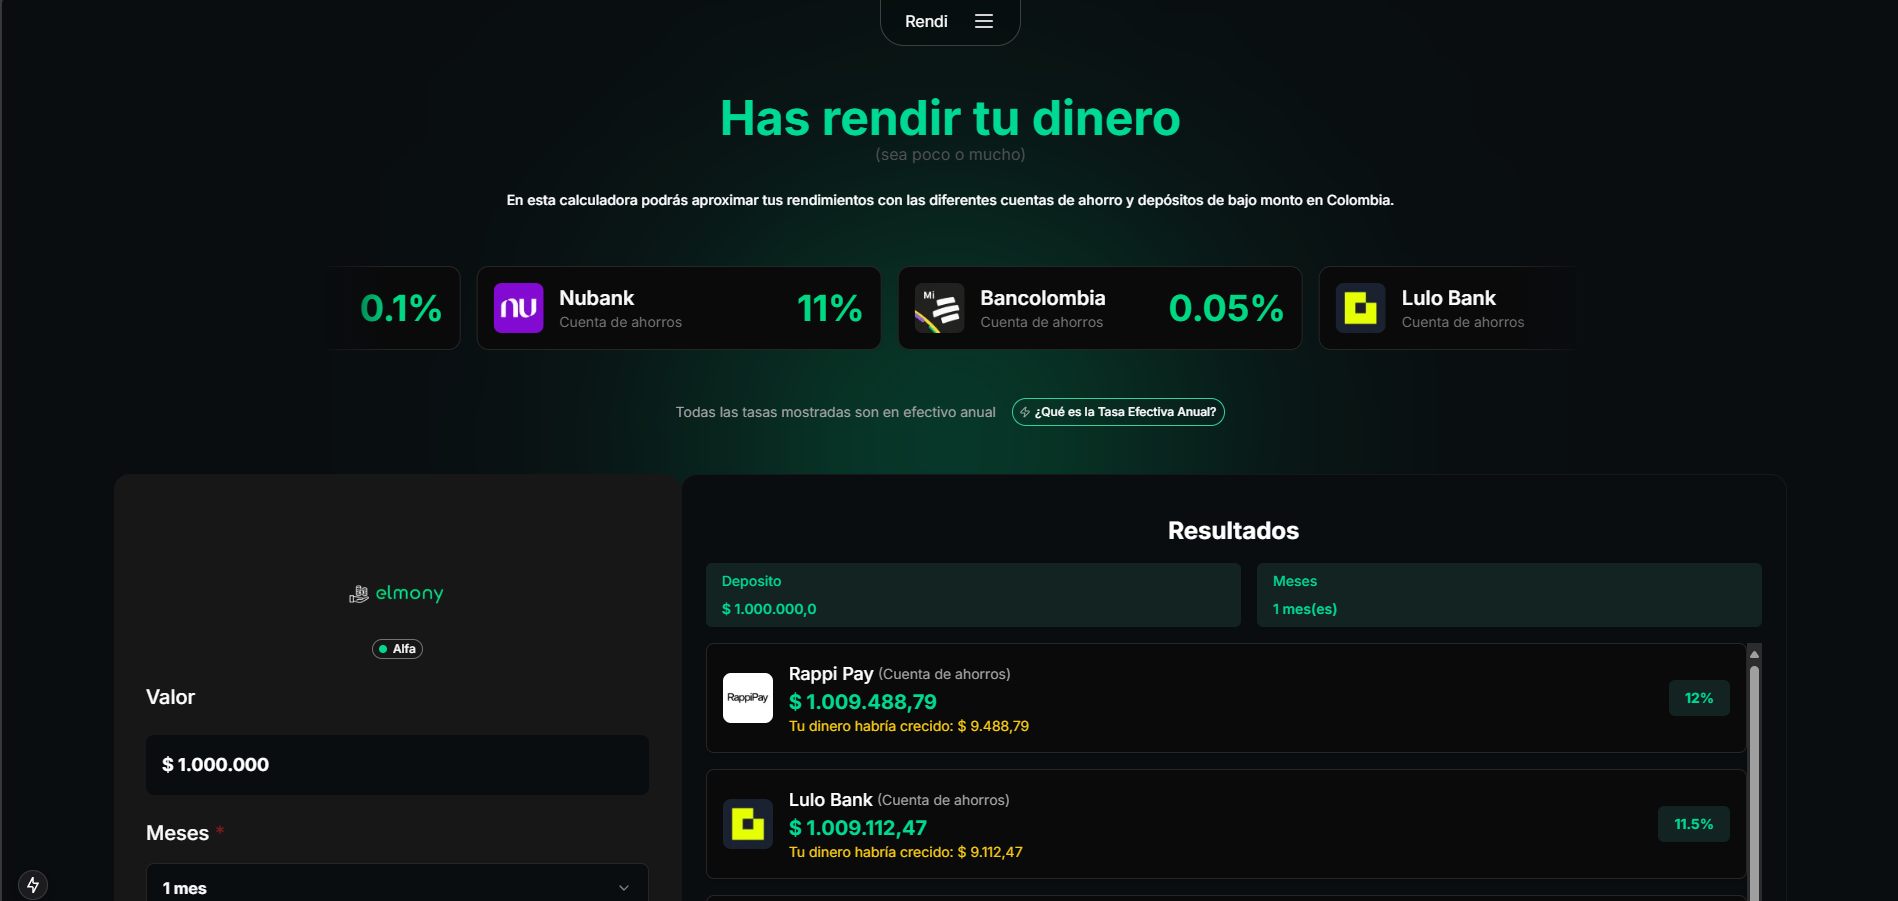 Rendi
Has rendir tu dinero
(sea poco o mucho)
En esta calculadora podrás aproximar tus rendimientos con las diferentes cuentas de ahorro y depósitos de bajo monto en Colombia.
0.1%
nu
Nubank
Cuenta de ahorros
11%
Mi
Bancolombia
Cuenta de ahorros
0.05%
Lulo Bank
Cuenta de ahorros
Todas las tasas mostradas son en efectivo anual
¿Qué es la Tasa Efectiva Anual?
elmony
Alfa
Valor
$ 1.000.000
Meses *
1 mes
Resultados
Deposito
$ 1.000.000,0
Meses
1 mes(es)
RappiPay
Rappi Pay (Cuenta de ahorros)
$ 1.009.488,79
Tu dinero habría crecido: $ 9.488,79
12%
Lulo Bank (Cuenta de ahorros)
$ 1.009.112,47
Tu dinero habría crecido: $ 9.112,47
11.5%